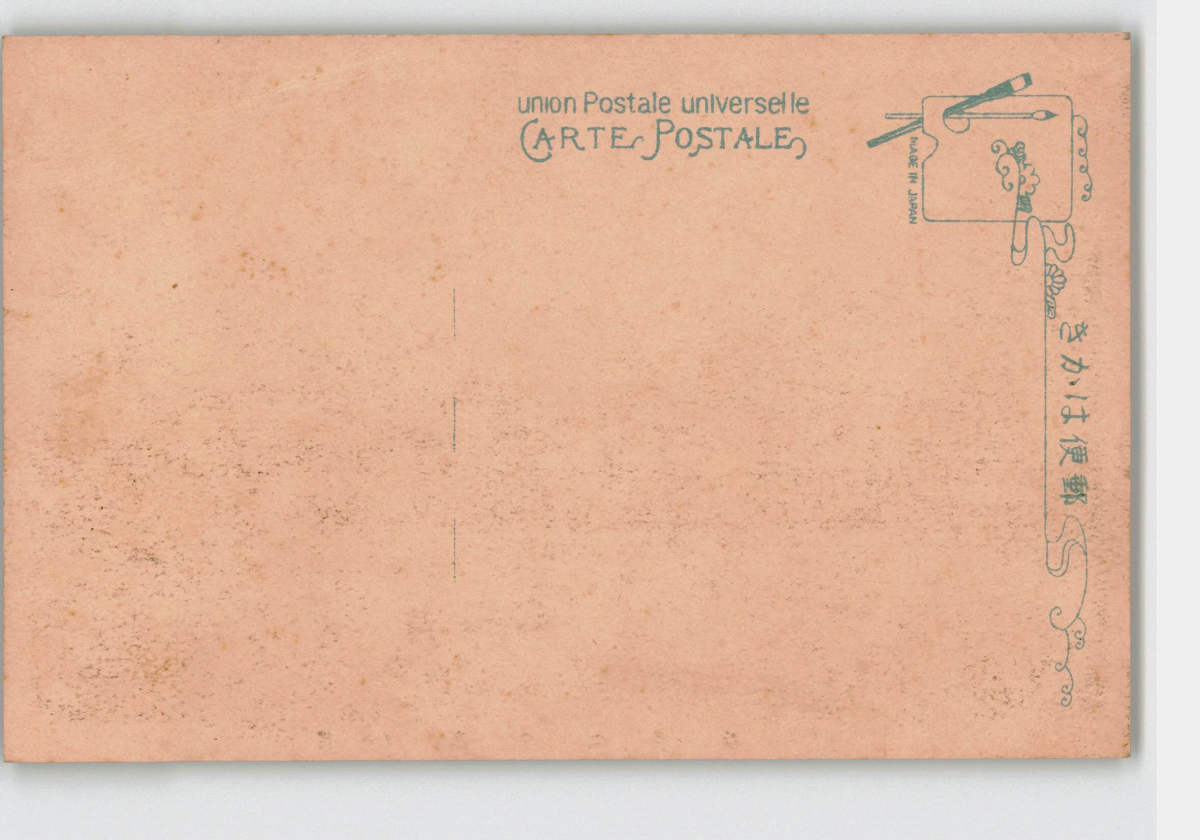 union Postale universelle
CARTE POSTALE
MADE IN JAPAN
郵便はかき